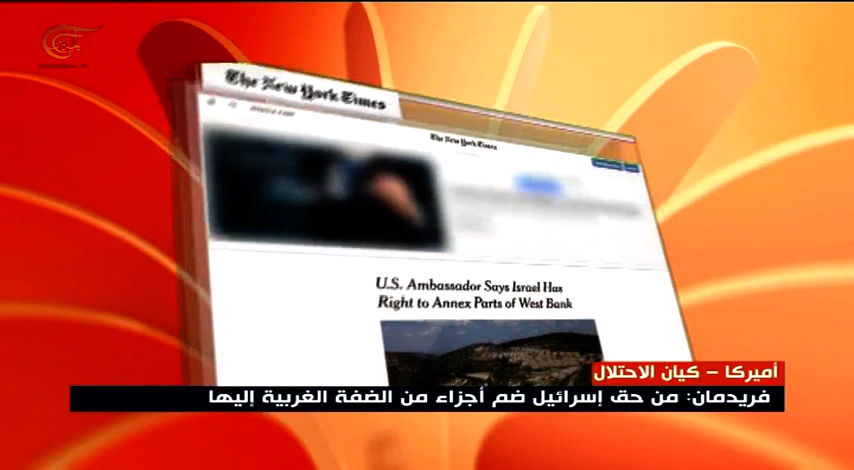 The New York Times
The New York Times
U.S. Ambassador Says Israel Has
Right to Annex Parts of West Bank
أميركا – كيان الاحتلال
فريدمان: من حق إسرائيل ضم أجزاء من الضفة الغربية إليها